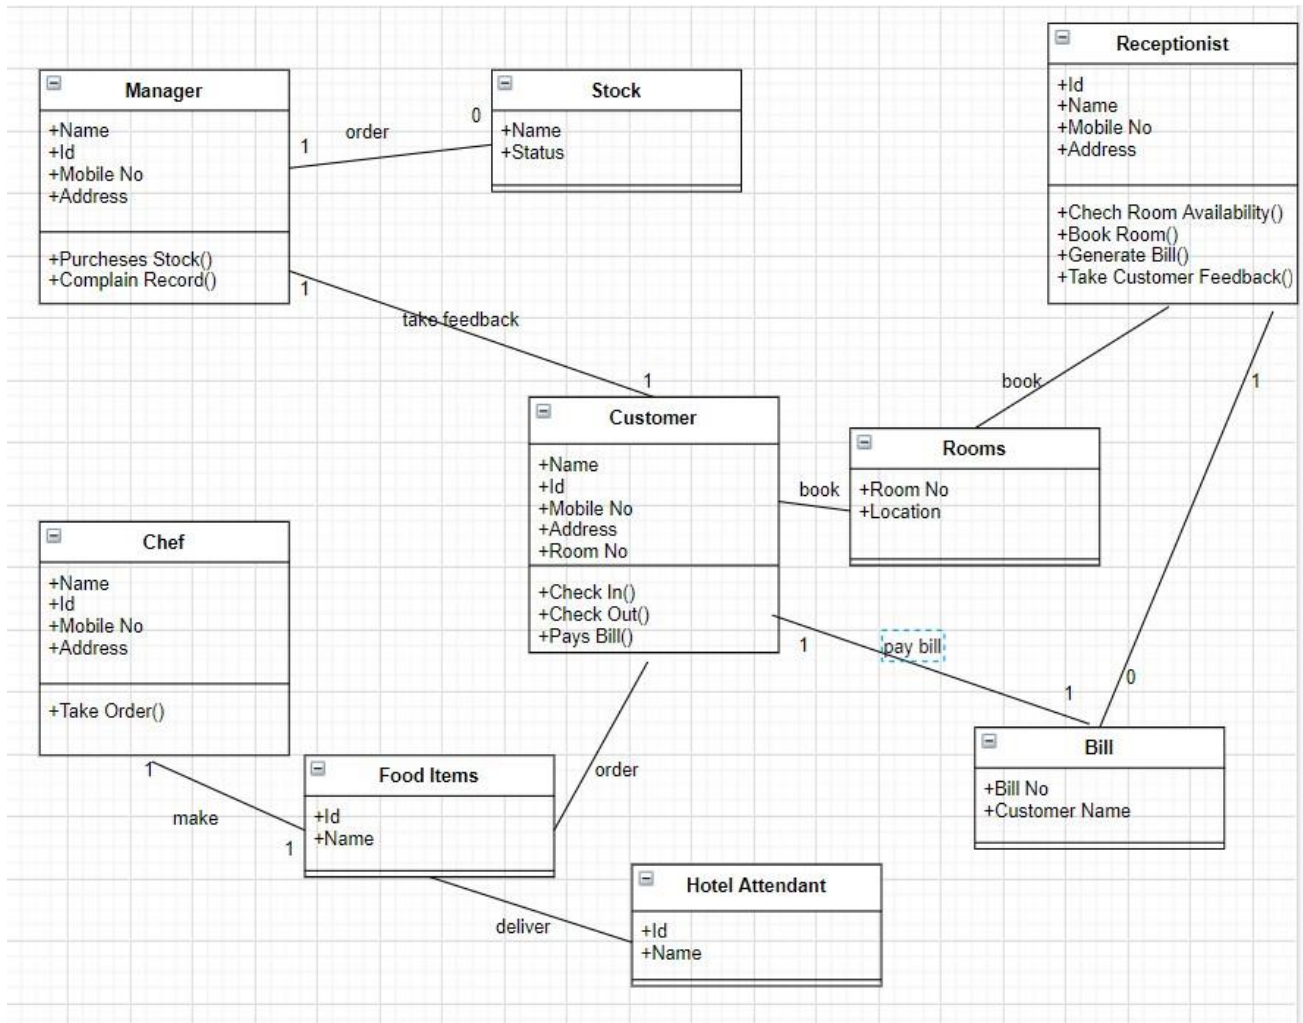 Manager
+Name
+Id
+Mobile No
+Address
+Purcheses Stock()
+Complain Record()
1
order
0
Stock
+Name
+Status
Receptionist
+Id
+Name
+Mobile No
+Address
+Chech Room Availability()
+Book Room()
+Generate Bill()
+Take Customer Feedback()
1
take feedback
1
book
1
Customer
+Name
+Id
+Mobile No
+Address
+Room No
+Check In()
+Check Out()
+Pays Bill()
book
Rooms
+Room No
+Location
Chef
+Name
+Id
+Mobile No
+Address
+Take Order()
1
pay bill
1
0
Bill
+Bill No
+Customer Name
1
make
1
Food Items
+Id
+Name
order
deliver
Hotel Attendant
+Id
+Name